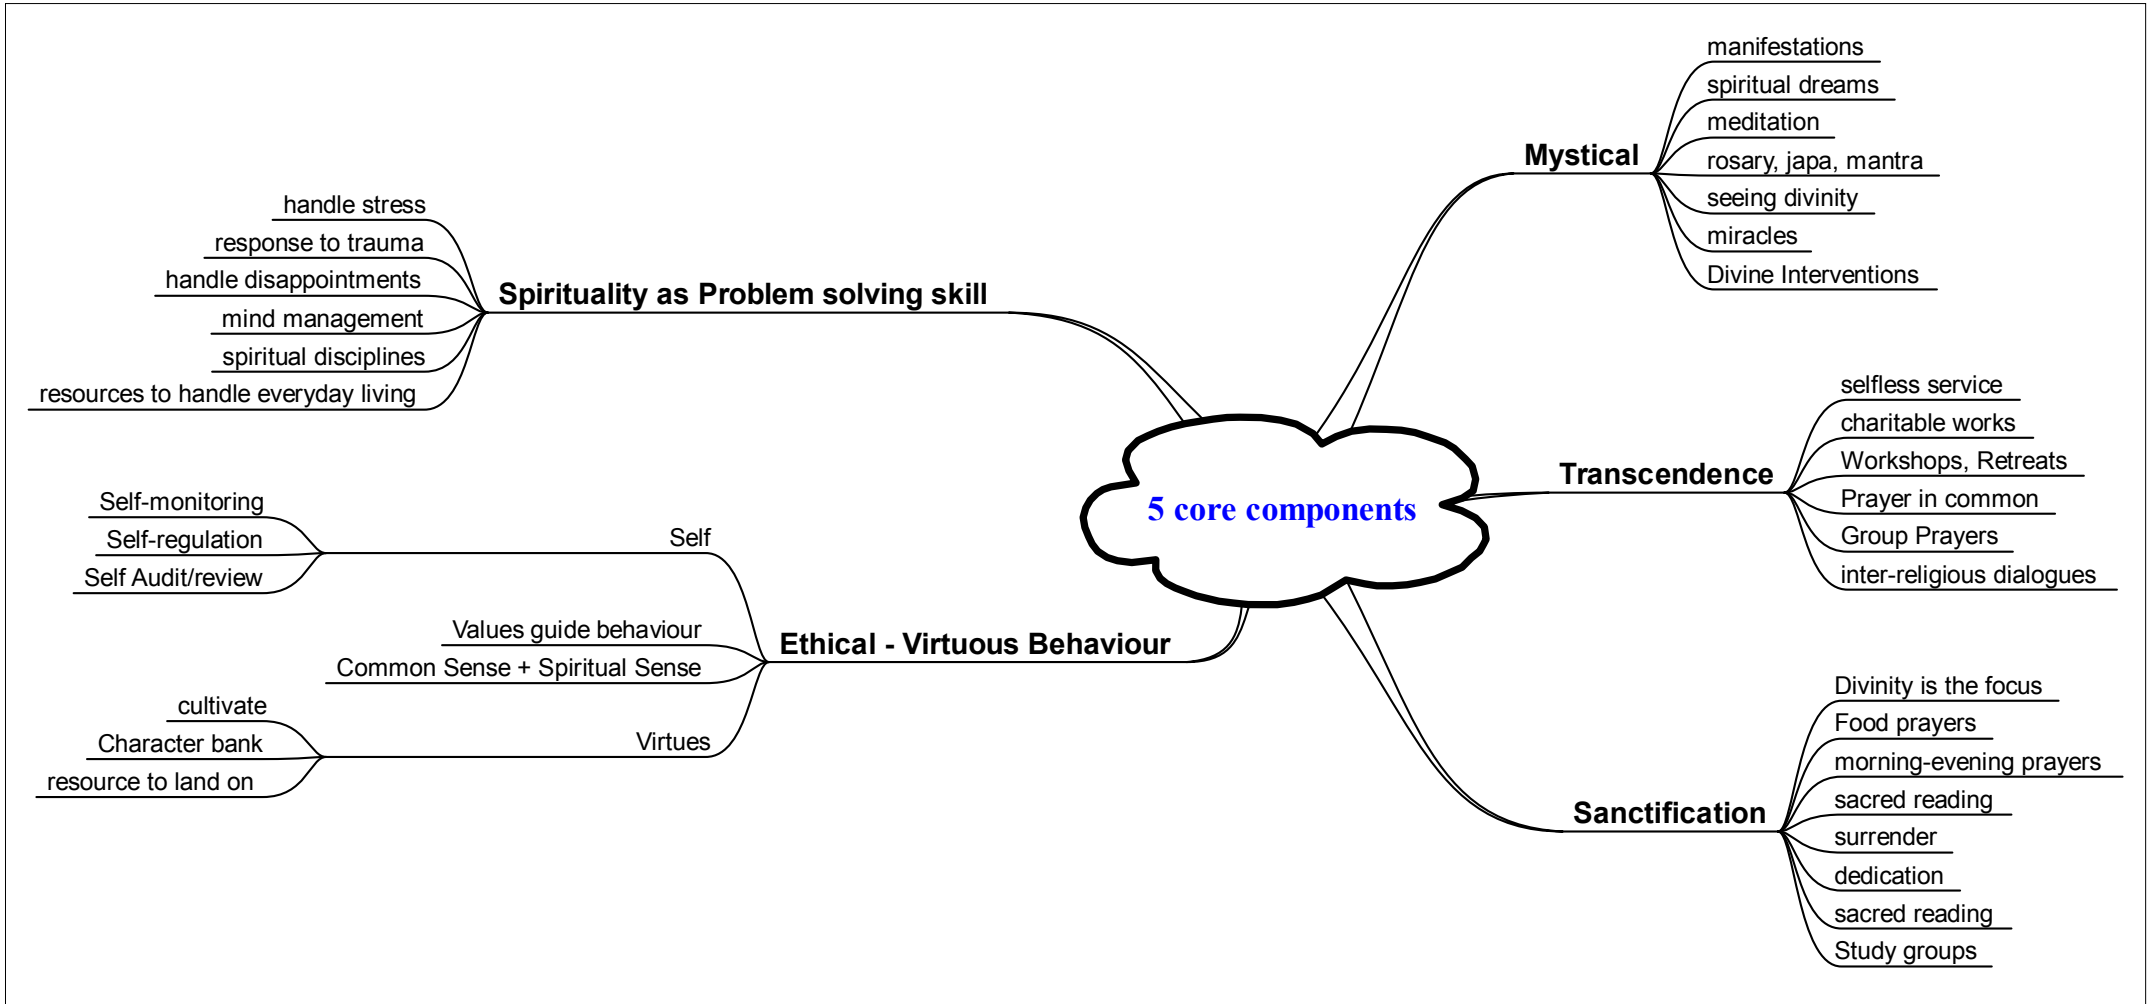 5 core components
Mystical
manifestations
spiritual dreams
meditation
rosary, japa, mantra
seeing divinity
miracles
Divine Interventions
Transcendence
selfless service
charitable works
Workshops, Retreats
Prayer in common
Group Prayers
inter-religious dialogues
Sanctification
Divinity is the focus
Food prayers
morning-evening prayers
sacred reading
surrender
dedication
sacred reading
Study groups
Spirituality as Problem solving skill
handle stress
response to trauma
handle disappointments
mind management
spiritual disciplines
resources to handle everyday living
Ethical - Virtuous Behaviour
Self
Self-monitoring
Self-regulation
Self Audit/review
Values guide behaviour
Common Sense + Spiritual Sense
Virtues
cultivate
Character bank
resource to land on